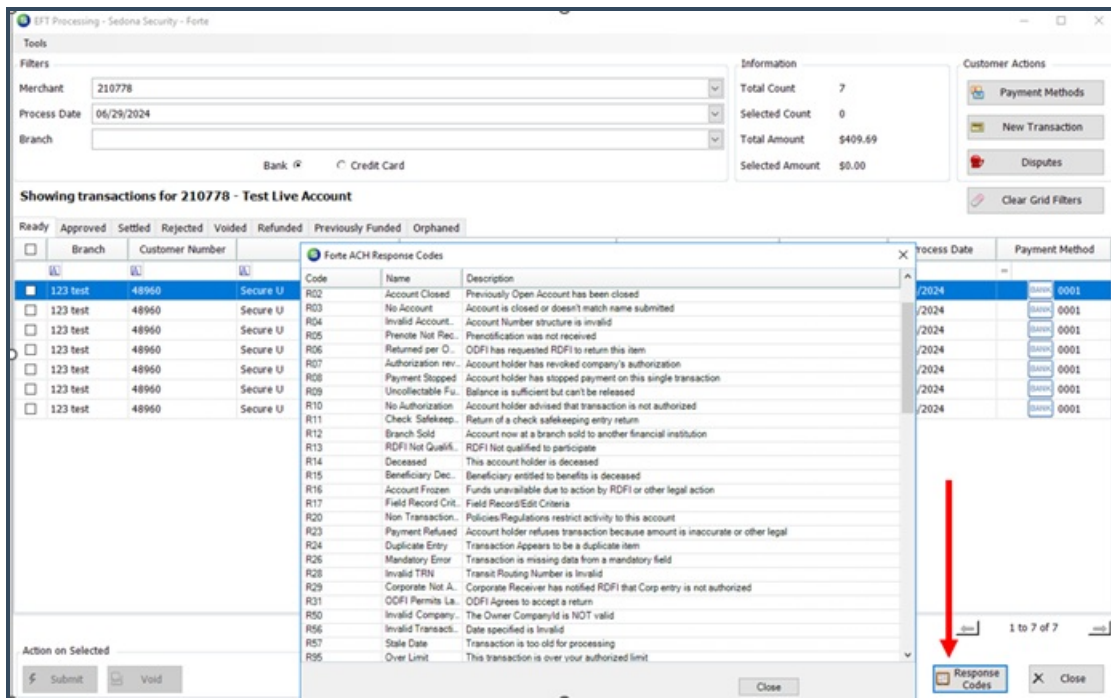 EFT Processing - Sedona Security - Forte
Tools
Filters
Merchant 210778
Process Date 06/29/2024
Branch
Bank Credit Card
Information
Total Count 7
Selected Count 0
Total Amount $409.69
Selected Amount $0.00
Customer Actions
Payment Methods
New Transaction
Disputes
Clear Grid Filters
Showing transactions for 210778 - Test Live Account
Ready Approved Settled Rejected Voided Refunded Previously Funded Orphaned
Branch Customer Number Process Date Payment Method
123 test 48960 Secure U /2024 BANK 0001
123 test 48960 Secure U /2024 BANK 0001
123 test 48960 Secure U /2024 BANK 0001
123 test 48960 Secure U /2024 BANK 0001
123 test 48960 Secure U /2024 BANK 0001
123 test 48960 Secure U /2024 BANK 0001
123 test 48960 Secure U /2024 BANK 0001
Forte ACH Response Codes
Code Name Description
R02 Account Closed Previously Open Account has been closed
R03 No Account Account is closed or doesn't match name submitted
R04 Invalid Account.. Account Number structure is invalid
R05 Prenote Not Rec.. Prenotification was not received
R06 Returned per O.. ODFI has requested RDFI to return this item
R07 Authorization rev.. Account holder has revoked company's authorization
R08 Payment Stopped Account holder has stopped payment on this single transaction
R09 Uncollectable Fu.. Balance is sufficient but can't be released
R10 No Authorization Account holder advised that transaction is not authorized
R11 Check Safekeep.. Return of a check safekeeping entry return
R12 Branch Sold Account now at a branch sold to another financial institution
R13 RDFI Not Qualifi.. RDFI Not qualified to participate
R14 Deceased This account holder is deceased
R15 Beneficiary Dec.. Beneficiary entitled to benefits is deceased
R16 Account Frozen Funds unavailable due to action by RDFI or other legal action
R17 Field Record Crit.. Field Record/Edit Criteria
R20 Non Transaction.. Policies/Regulations restrict activity to this account
R23 Payment Refused Account holder refuses transaction because amount is inaccurate or other legal
R24 Duplicate Entry Transaction Appears to be a duplicate item
R26 Mandatory Error Transaction is missing data from a mandatory field
R28 Invalid TRN Transit Routing Number is Invalid
R29 Corporate Not A.. Corporate Receiver has notified RDFI that Corp entry is not authorized
R31 ODFI Permits La.. ODFI Agrees to accept a return
R50 Invalid Company.. The Owner CompanyId is NOT valid
R56 Invalid Transacti.. Date specified is Invalid
R57 Stale Date Transaction is too old for processing
R95 Over Limit This transaction is over your authorized limit
Close
1 to 7 of 7
Action on Selected
Submit Void
Response Codes
Close